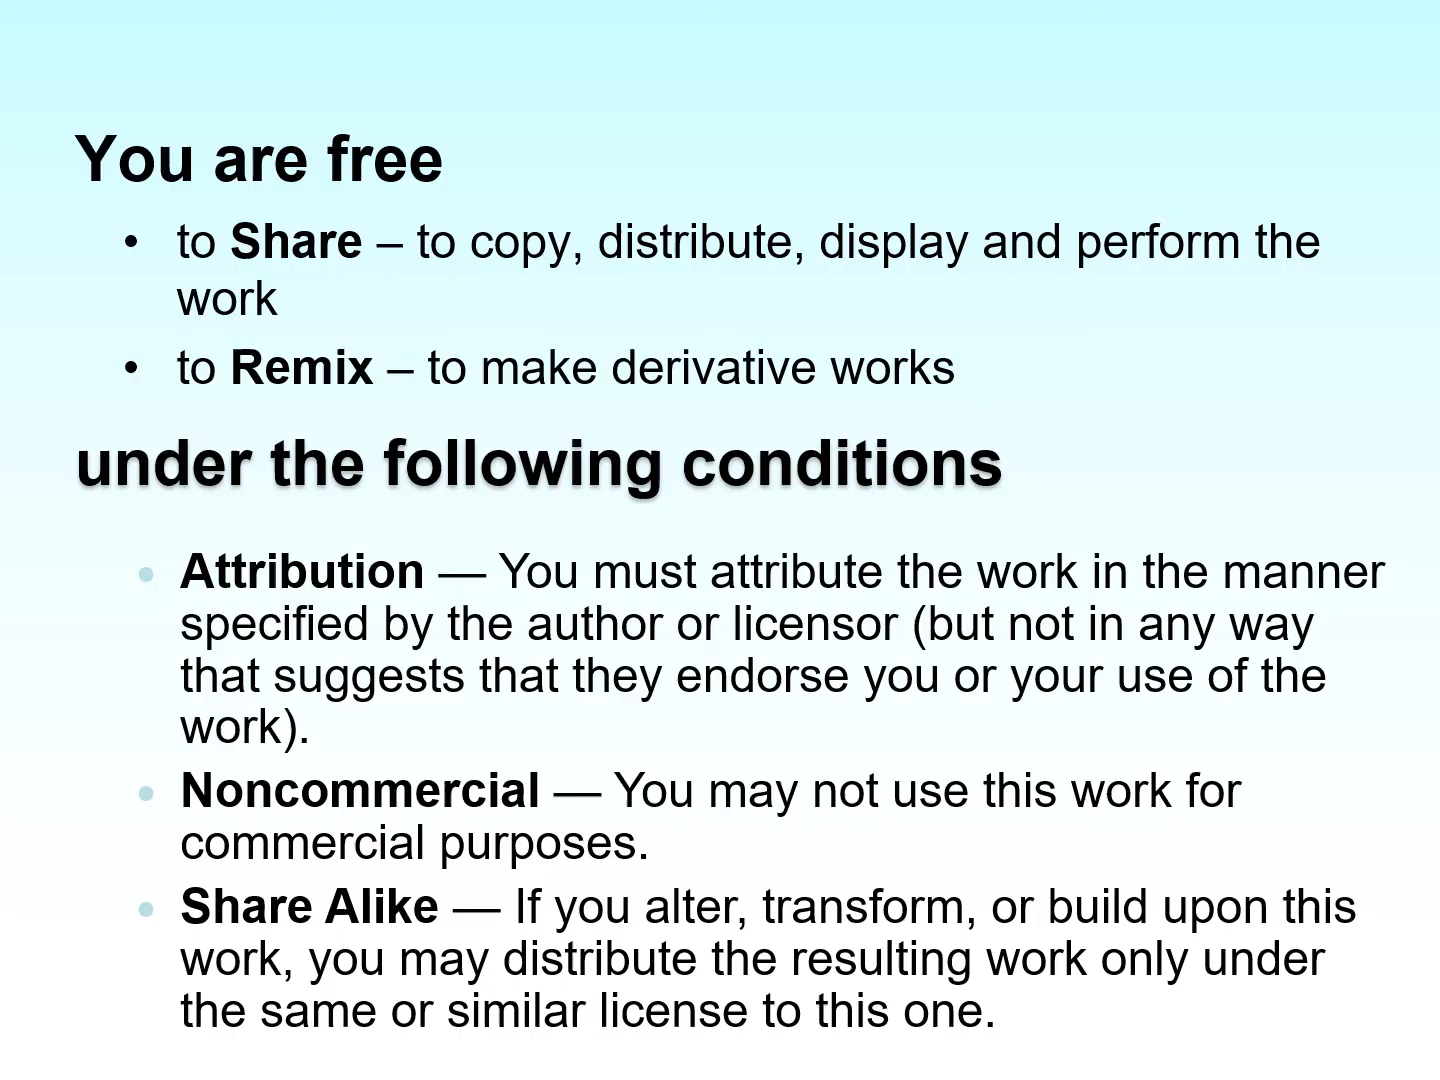 You are free
• to Share – to copy, distribute, display and perform the
work
• to Remix – to make derivative works
under the following conditions
• Attribution — You must attribute the work in the manner
specified by the author or licensor (but not in any way
that suggests that they endorse you or your use of the
work).
• Noncommercial — You may not use this work for
commercial purposes.
• Share Alike — If you alter, transform, or build upon this
work, you may distribute the resulting work only under
the same or similar license to this one.